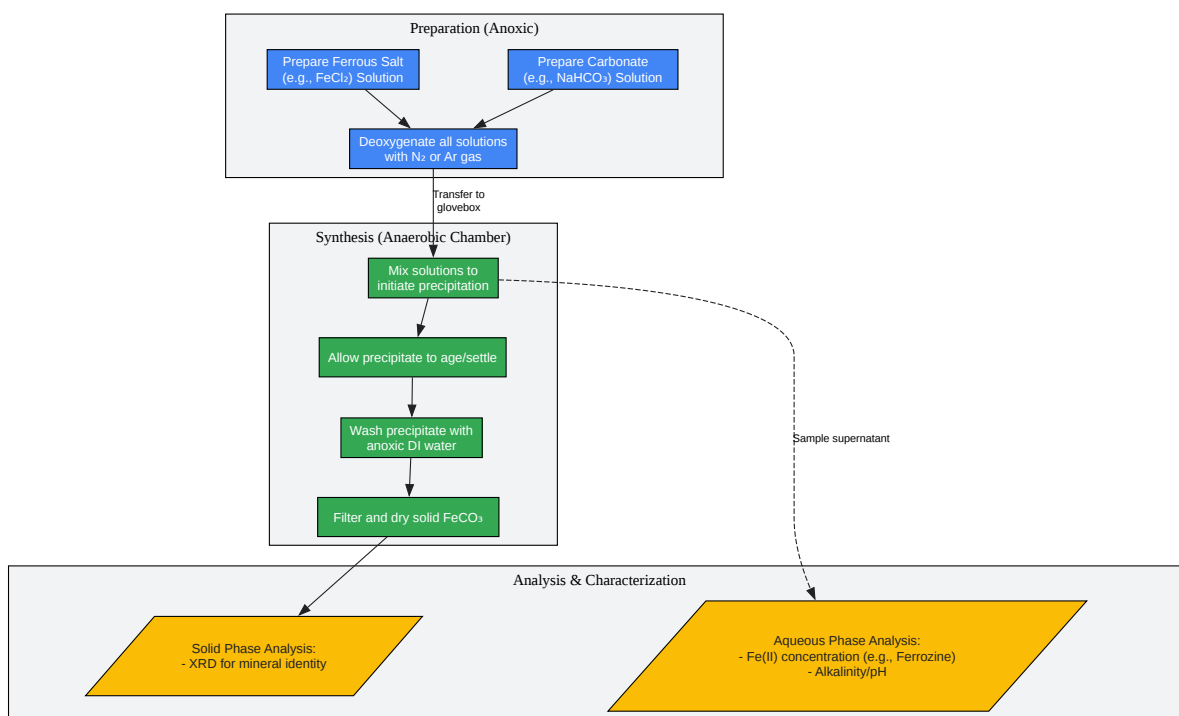 Preparation (Anoxic)
Prepare Ferrous Salt
(e.g., FeCl₂) Solution
Prepare Carbonate
(e.g., NaHCO₃) Solution
Deoxygenate all solutions
with N₂ or Ar gas
Transfer to
glovebox
Synthesis (Anaerobic Chamber)
Mix solutions to
initiate precipitation
Allow precipitate to age/settle
Wash precipitate with
anoxic DI water
Sample supernatant
Filter and dry solid FeCO₃
Analysis & Characterization
Solid Phase Analysis:
- XRD for mineral identity
Aqueous Phase Analysis:
- Fe(II) concentration (e.g., Ferrozine)
- Alkalinity/pH